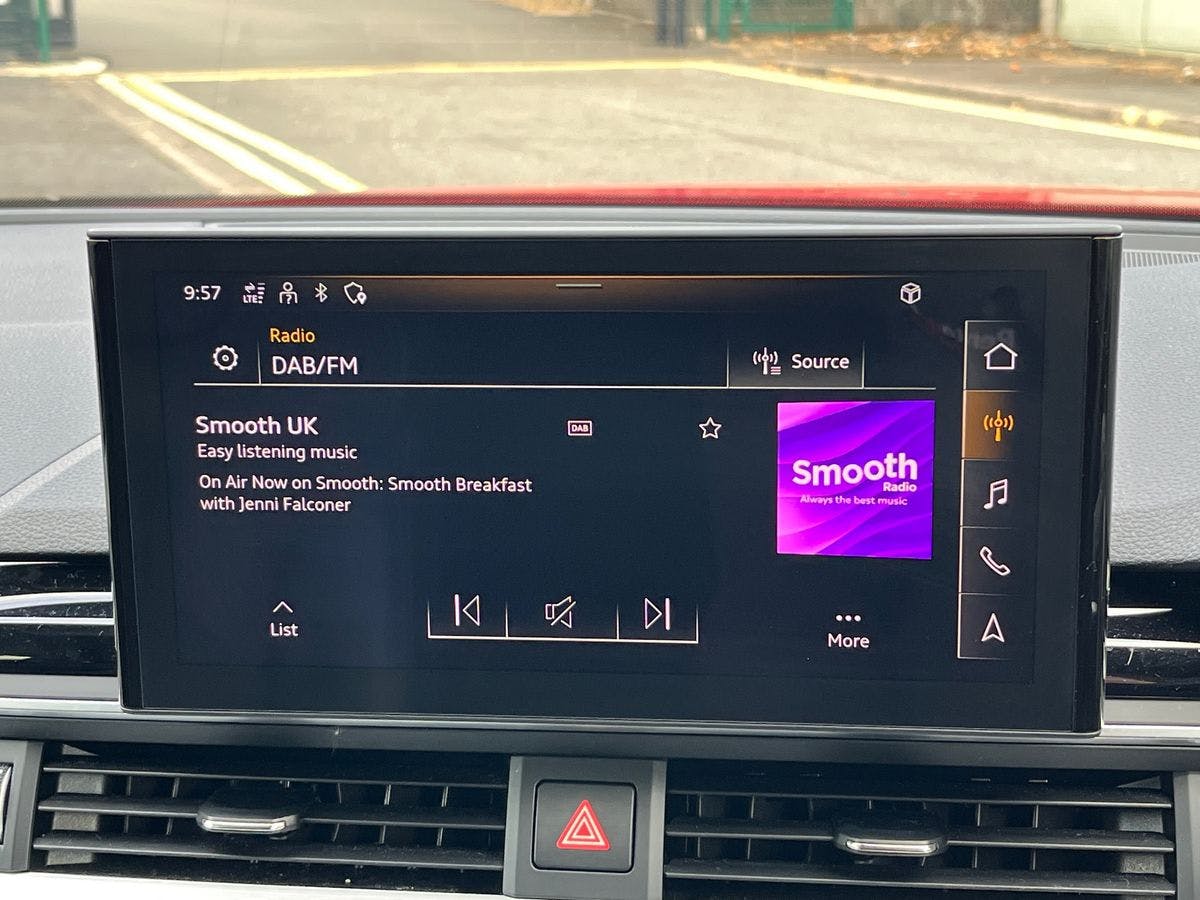 9:57
LTE
Radio
DAB/FM
Source
Smooth UK
DAB
Easy listening music
On Air Now on Smooth: Smooth Breakfast
with Jenni Falconer
Smooth
Radio
Always the best music
List
More